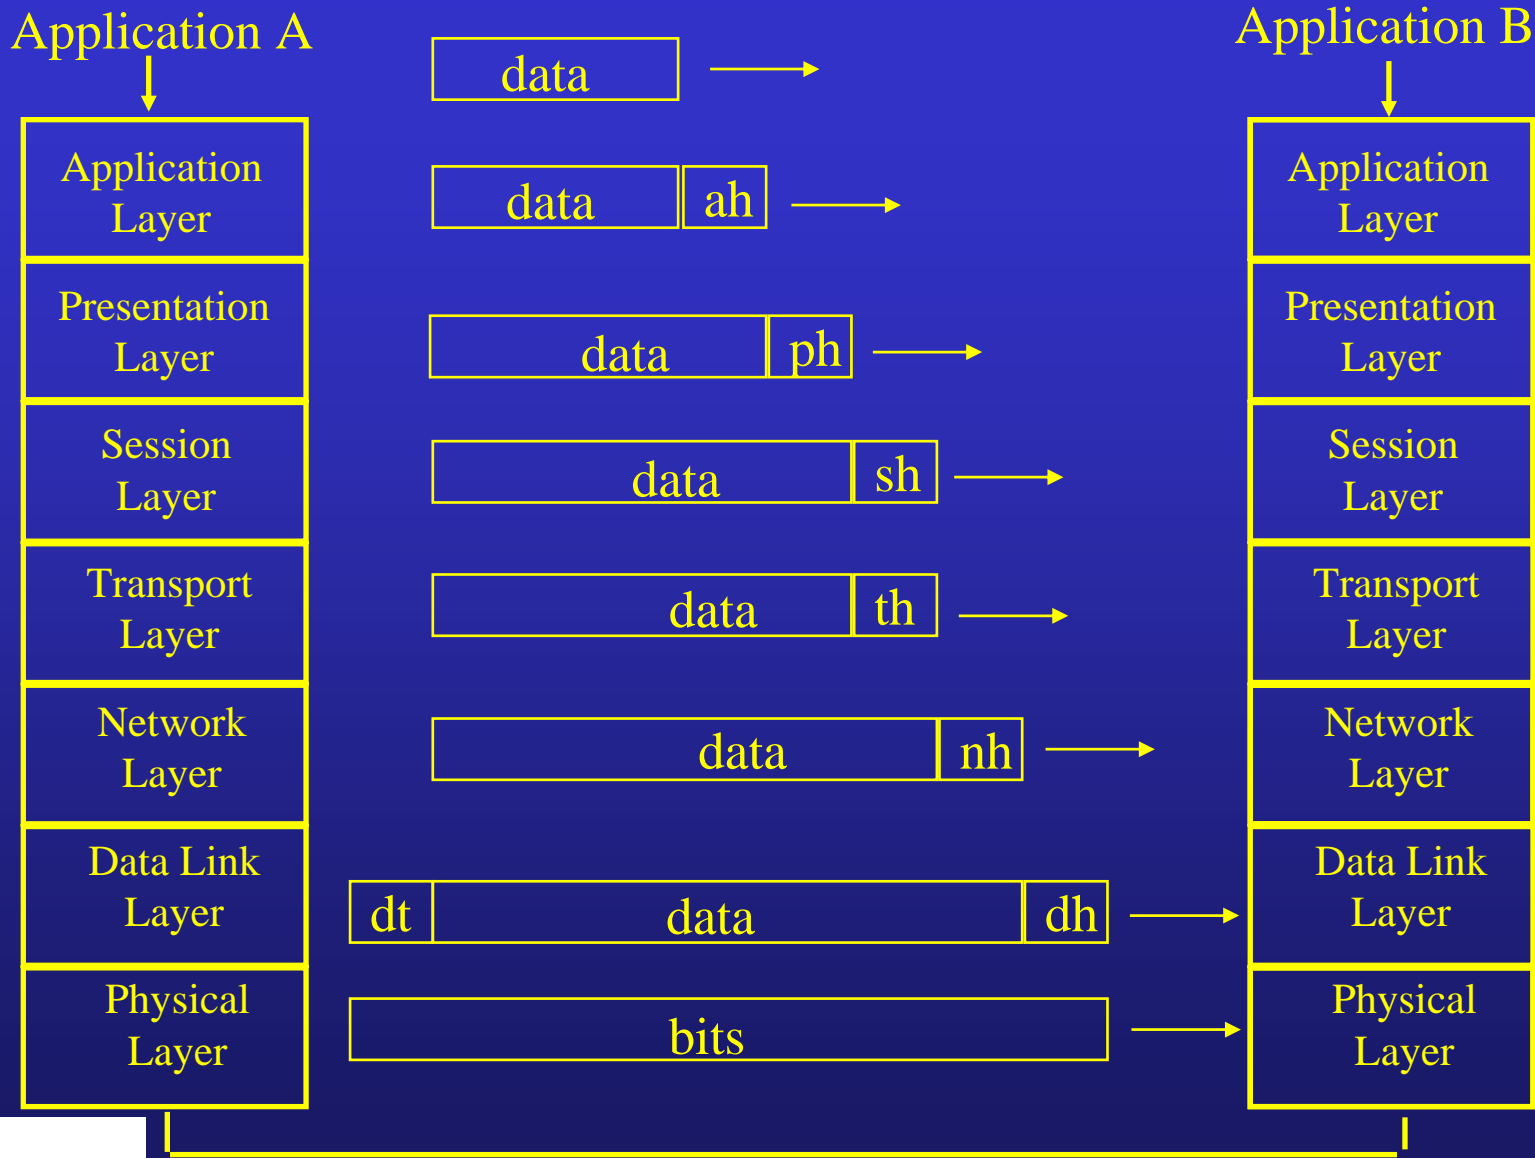 Application A
Application B
data
Application
Layer
data ah
Application
Layer
Presentation
Layer
data ph
Presentation
Layer
Session
Layer
data sh
Session
Layer
Transport
Layer
data th
Transport
Layer
Network
Layer
data nh
Network
Layer
Data Link
Layer
dt data dh
Data Link
Layer
Physical
Layer
bits
Physical
Layer